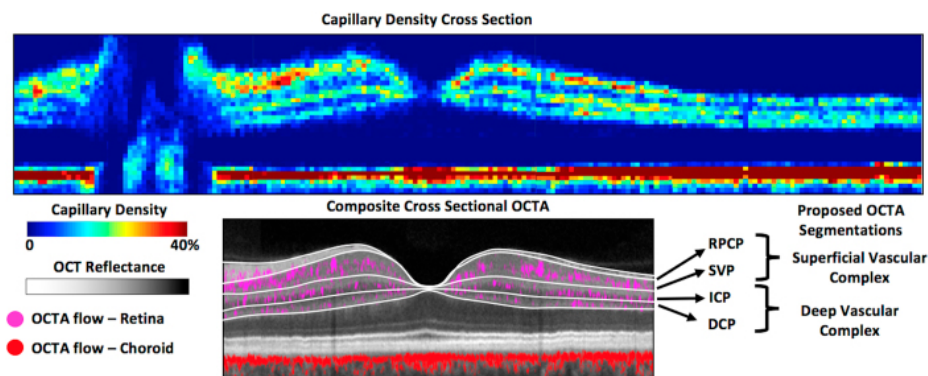 Capillary Density Cross Section
Capillary Density
0 40%
OCT Reflectance
OCTA flow – Retina
OCTA flow – Choroid
Composite Cross Sectional OCTA
RPCP
SVP
ICP
DCP
Proposed OCTA
Segmentations
Superficial Vascular
Complex
Deep Vascular
Complex